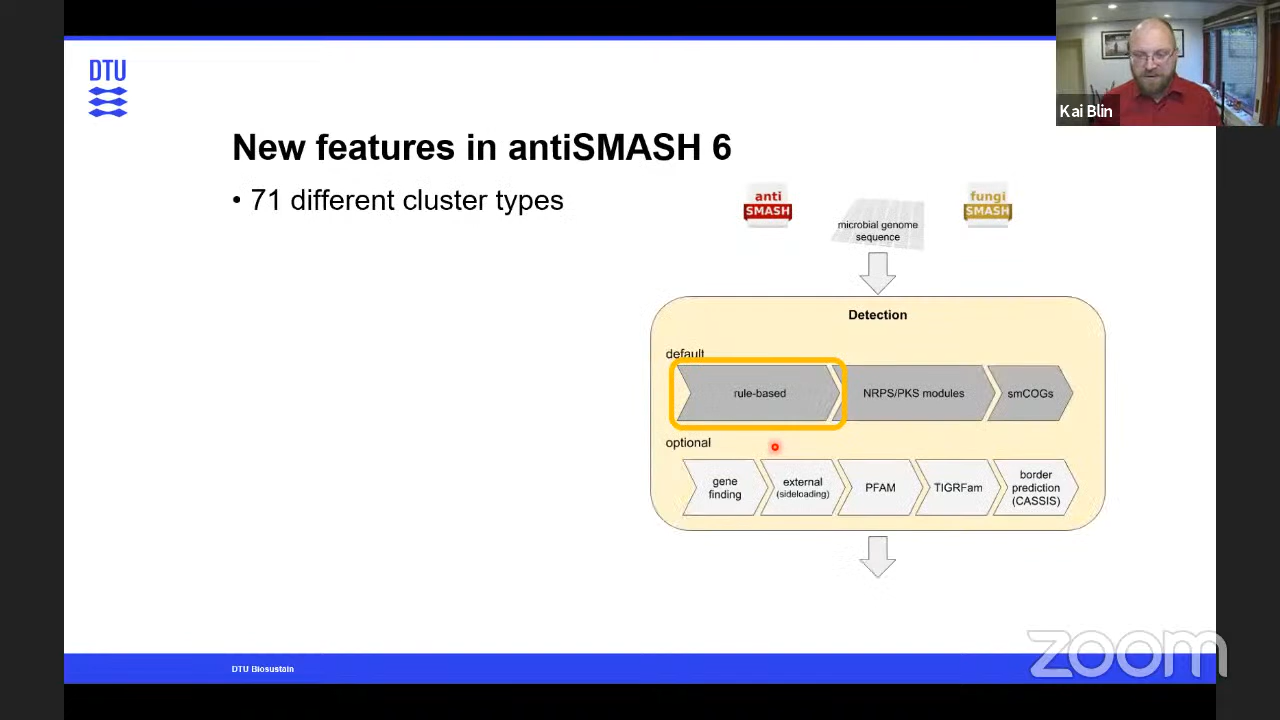 DTU
Kai Blin
New features in antiSMASH 6
• 71 different cluster types
anti
SMASH
microbial genome
sequence
fungi
SMASH
Detection
default
rule-based
NRPS/PKS modules
smCOGs
optional
gene
finding
external
(sideloading)
PFAM
TIGRFam
border
prediction
(CASSIS)
DTU Biosustain
zoom